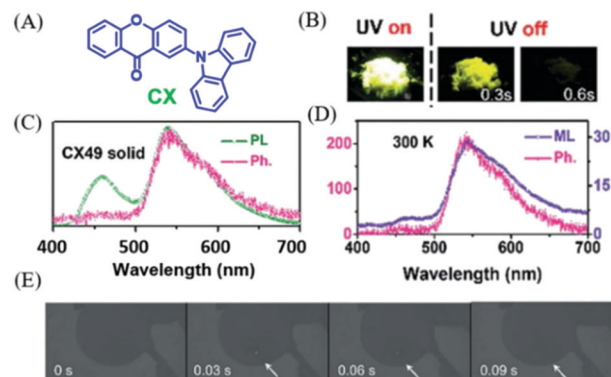 (A)
O
O
N
CX
(B)
UV on
UV off
0.3s
0.6s
(C)
CX49 solid
PL
Ph.
400 500 600 700
Wavelength (nm)
(D)
200
100
0
300 K
ML
Ph.
30
15
0
400 500 600 700
Wavelength (nm)
(E)
0 s
0.03 s
0.06 s
0.09 s